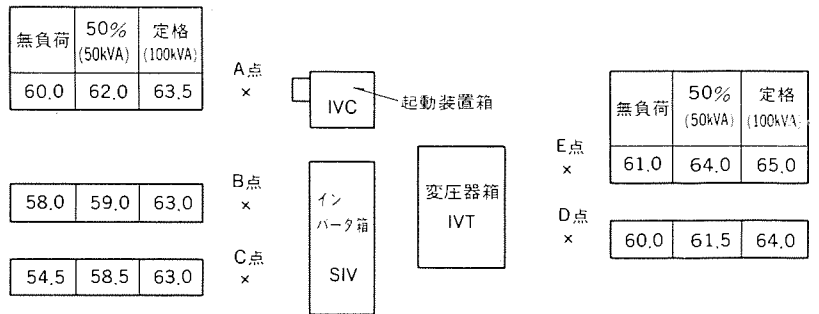 無負荷 50%(50kVA) 定格(100kVA)
60.0 62.0 63.5
A点
×
IVC
起動装置箱
無負荷 50%(50kVA) 定格(100kVA)
61.0 64.0 65.0
E点
×
58.0 59.0 63.0
B点
×
インバータ箱
SIV
変圧器箱
IVT
D点
×
60.0 61.5 64.0
54.5 58.5 63.0
C点
×